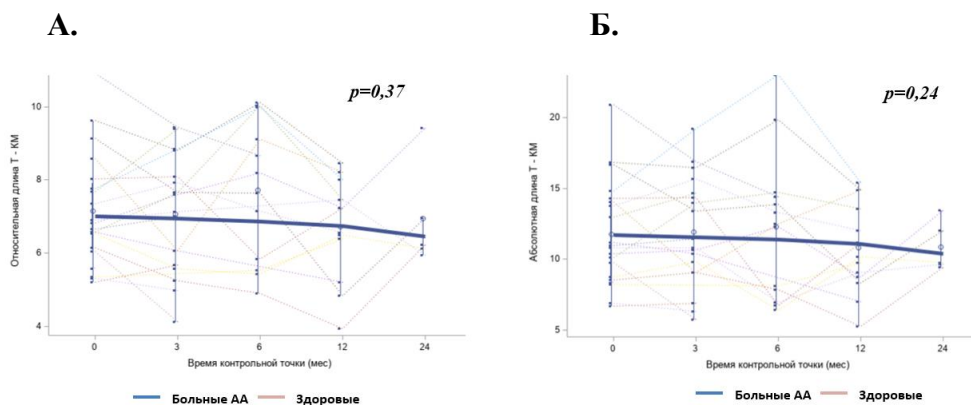 А.
p=0,37
Относительная длина Т - КМ
10
8
6
4
0 3 6 12 24
Время контрольной точки (мес)
Больные АА Здоровые
Б.
p=0,24
Абсолютная длина Т - КМ
20
15
10
5
0 3 6 12 24
Время контрольной точки (мес)
Больные АА Здоровые